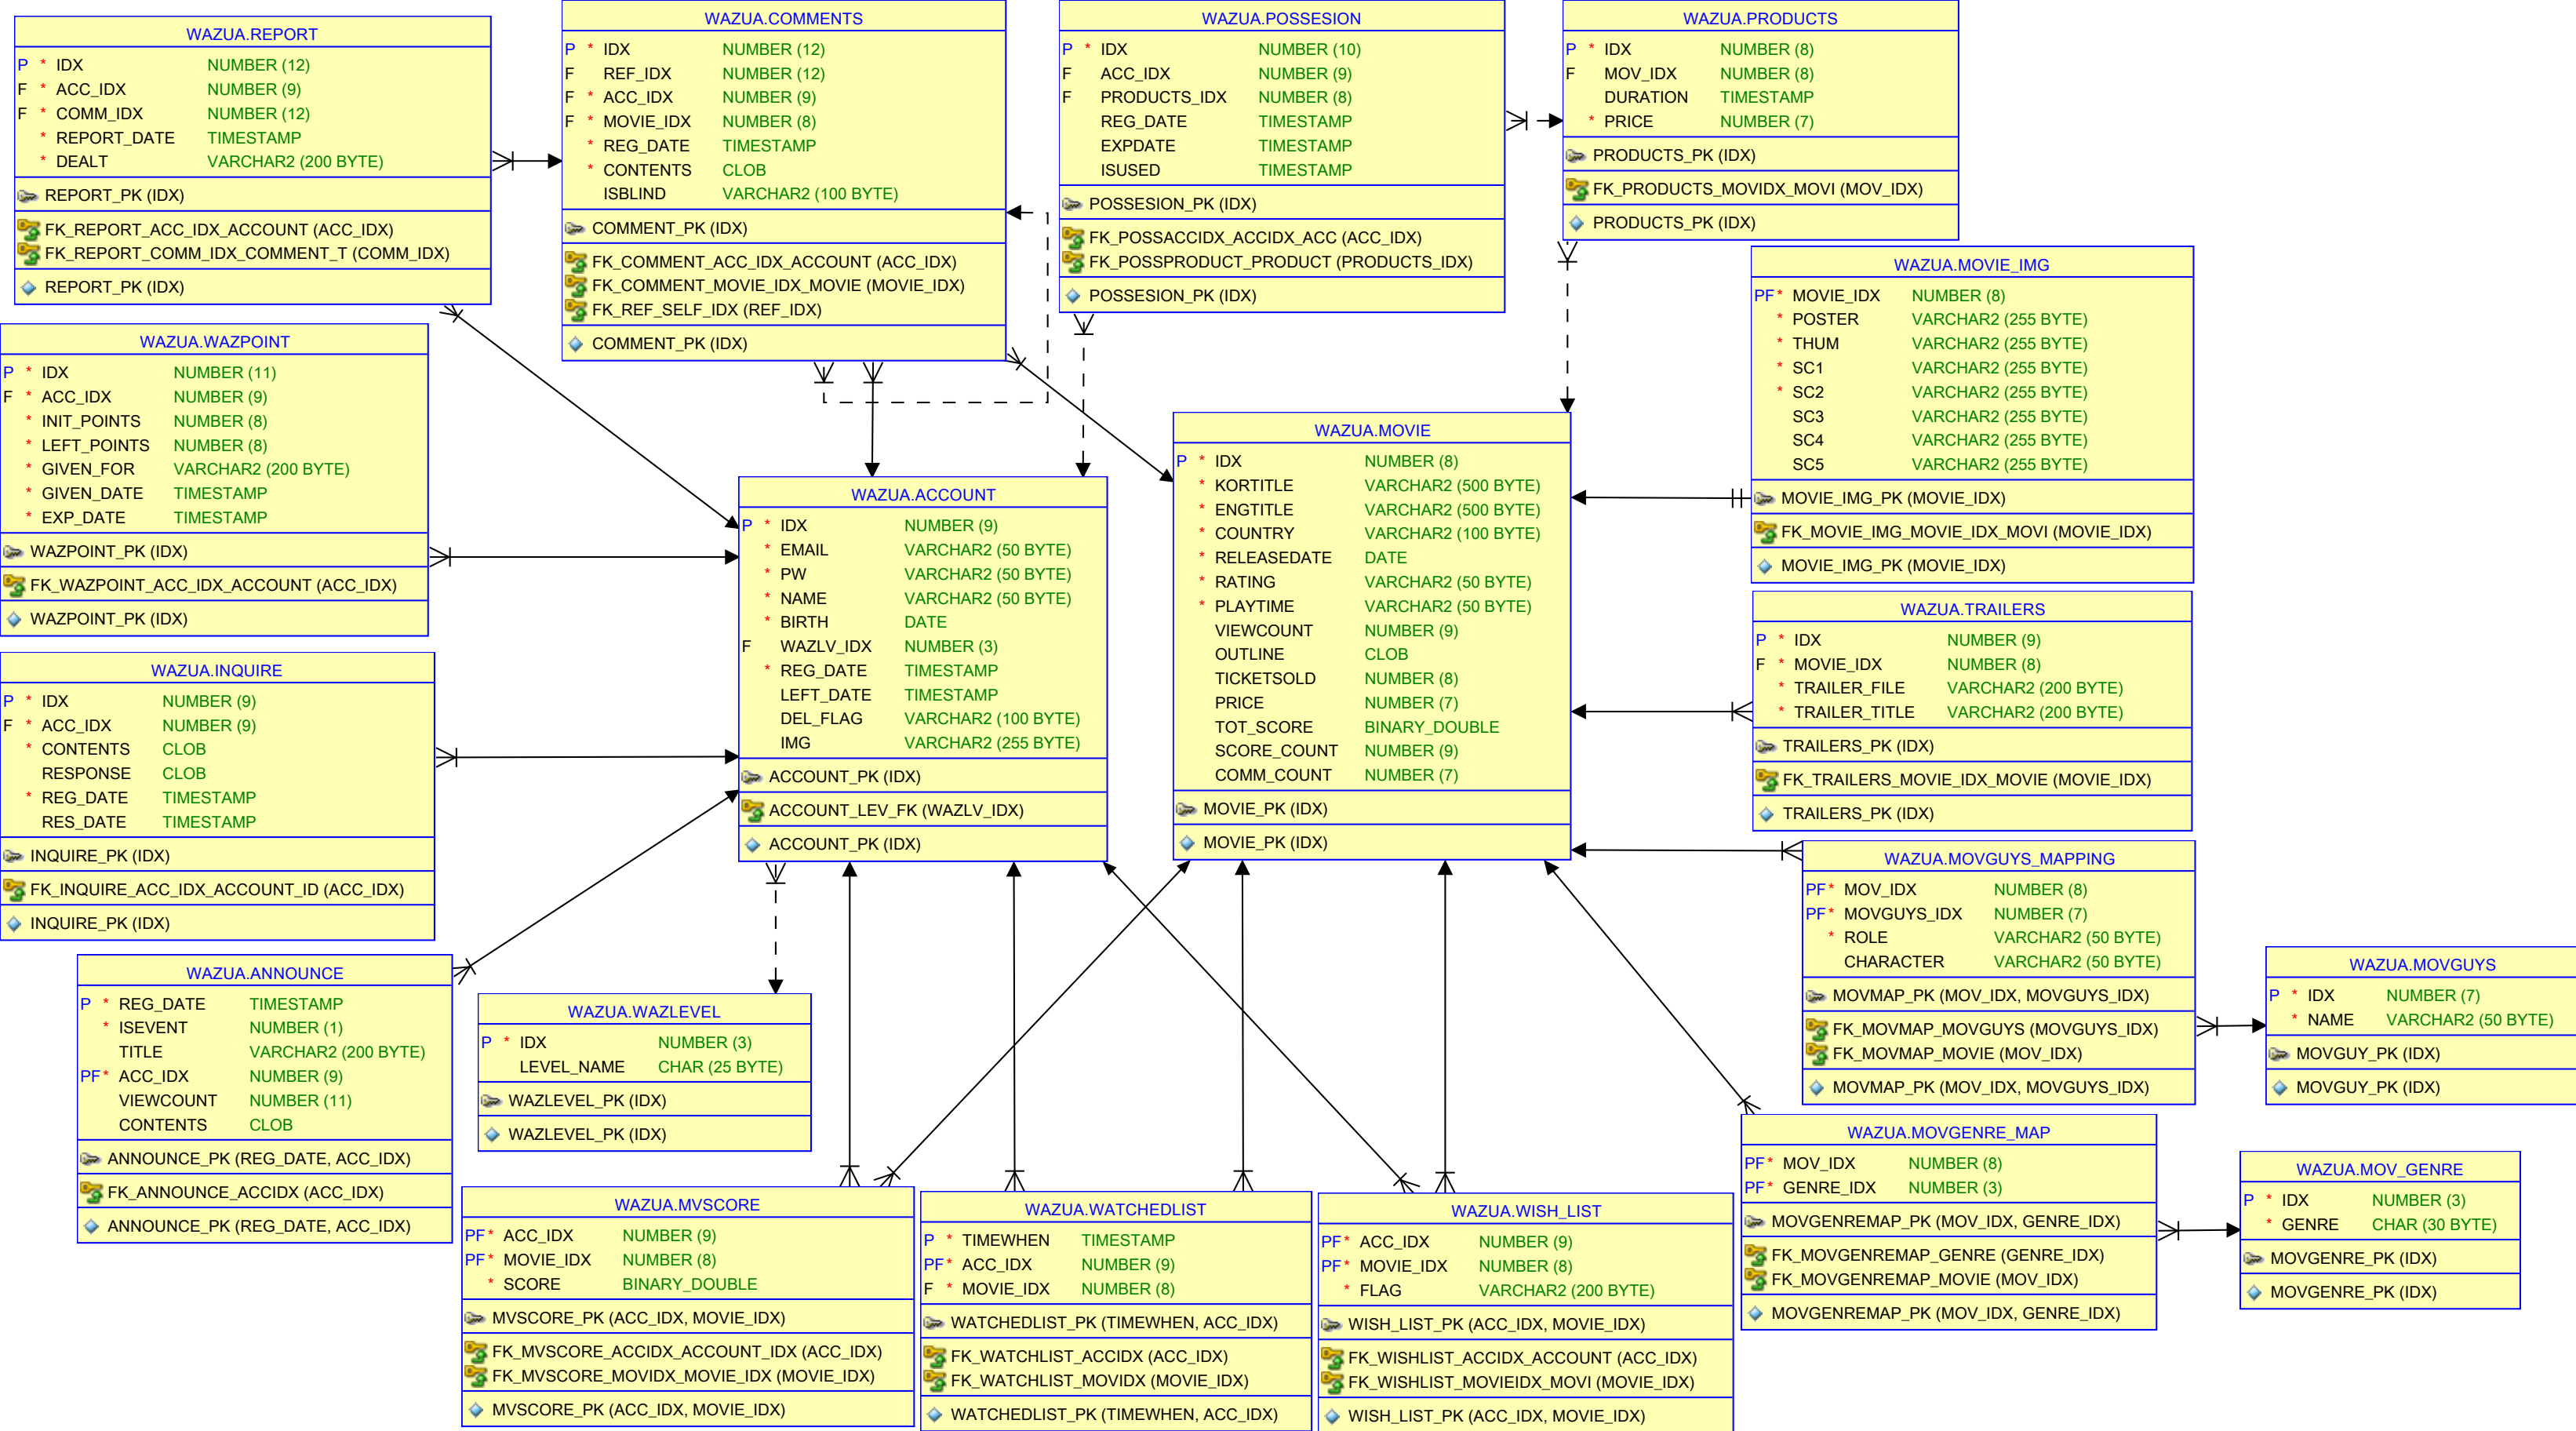 WAZUA.REPORT
P * IDX NUMBER (12)
F * ACC_IDX NUMBER (9)
F * COMM_IDX NUMBER (12)
* REPORT_DATE TIMESTAMP
* DEALT VARCHAR2 (200 BYTE)
REPORT_PK (IDX)
FK_REPORT_ACC_IDX_ACCOUNT (ACC_IDX)
FK_REPORT_COMM_IDX_COMMENT_T (COMM_IDX)
REPORT_PK (IDX)
WAZUA.COMMENTS
P * IDX NUMBER (12)
F REF_IDX NUMBER (12)
F * ACC_IDX NUMBER (9)
F * MOVIE_IDX NUMBER (8)
* REG_DATE TIMESTAMP
* CONTENTS CLOB
ISBLIND VARCHAR2 (100 BYTE)
COMMENT_PK (IDX)
FK_COMMENT_ACC_IDX_ACCOUNT (ACC_IDX)
FK_COMMENT_MOVIE_IDX_MOVIE (MOVIE_IDX)
FK_REF_SELF_IDX (REF_IDX)
COMMENT_PK (IDX)
WAZUA.POSSESION
P * IDX NUMBER (10)
F ACC_IDX NUMBER (9)
F PRODUCTS_IDX NUMBER (8)
REG_DATE TIMESTAMP
EXPDATE TIMESTAMP
ISUSED TIMESTAMP
POSSESION_PK (IDX)
FK_POSSACCIDX_ACCIDX_ACC (ACC_IDX)
FK_POSSPRODUCT_PRODUCT (PRODUCTS_IDX)
POSSESION_PK (IDX)
WAZUA.PRODUCTS
P * IDX NUMBER (8)
F MOV_IDX NUMBER (8)
DURATION TIMESTAMP
* PRICE NUMBER (7)
PRODUCTS_PK (IDX)
FK_PRODUCTS_MOVIDX_MOVI (MOV_IDX)
PRODUCTS_PK (IDX)
WAZUA.MOVIE_IMG
PF * MOVIE_IDX NUMBER (8)
* POSTER VARCHAR2 (255 BYTE)
* THUM VARCHAR2 (255 BYTE)
* SC1 VARCHAR2 (255 BYTE)
* SC2 VARCHAR2 (255 BYTE)
SC3 VARCHAR2 (255 BYTE)
SC4 VARCHAR2 (255 BYTE)
SC5 VARCHAR2 (255 BYTE)
MOVIE_IMG_PK (MOVIE_IDX)
FK_MOVIE_IMG_MOVIE_IDX_MOVI (MOVIE_IDX)
MOVIE_IMG_PK (MOVIE_IDX)
WAZUA.WAZPOINT
P * IDX NUMBER (11)
F * ACC_IDX NUMBER (9)
* INIT_POINTS NUMBER (8)
* LEFT_POINTS NUMBER (8)
* GIVEN_FOR VARCHAR2 (200 BYTE)
* GIVEN_DATE TIMESTAMP
* EXP_DATE TIMESTAMP
WAZPOINT_PK (IDX)
FK_WAZPOINT_ACC_IDX_ACCOUNT (ACC_IDX)
WAZPOINT_PK (IDX)
WAZUA.ACCOUNT
P * IDX NUMBER (9)
* EMAIL VARCHAR2 (50 BYTE)
* PW VARCHAR2 (50 BYTE)
* NAME VARCHAR2 (50 BYTE)
* BIRTH DATE
F WAZLV_IDX NUMBER (3)
* REG_DATE TIMESTAMP
LEFT_DATE TIMESTAMP
DEL_FLAG VARCHAR2 (100 BYTE)
IMG VARCHAR2 (255 BYTE)
ACCOUNT_PK (IDX)
ACCOUNT_LEV_FK (WAZLV_IDX)
ACCOUNT_PK (IDX)
WAZUA.MOVIE
P * IDX NUMBER (8)
* KORTITLE VARCHAR2 (500 BYTE)
* ENGTITLE VARCHAR2 (500 BYTE)
* COUNTRY VARCHAR2 (100 BYTE)
* RELEASEDATE DATE
* RATING VARCHAR2 (50 BYTE)
* PLAYTIME VARCHAR2 (50 BYTE)
VIEWCOUNT NUMBER (9)
OUTLINE CLOB
TICKETSOLD NUMBER (8)
PRICE NUMBER (7)
TOT_SCORE BINARY_DOUBLE
SCORE_COUNT NUMBER (9)
COMM_COUNT NUMBER (7)
MOVIE_PK (IDX)
MOVIE_PK (IDX)
WAZUA.TRAILERS
P * IDX NUMBER (9)
F * MOVIE_IDX NUMBER (8)
* TRAILER_FILE VARCHAR2 (200 BYTE)
* TRAILER_TITLE VARCHAR2 (200 BYTE)
TRAILERS_PK (IDX)
FK_TRAILERS_MOVIE_IDX_MOVIE (MOVIE_IDX)
TRAILERS_PK (IDX)
WAZUA.INQUIRE
P * IDX NUMBER (9)
F * ACC_IDX NUMBER (9)
* CONTENTS CLOB
RESPONSE CLOB
* REG_DATE TIMESTAMP
RES_DATE TIMESTAMP
INQUIRE_PK (IDX)
FK_INQUIRE_ACC_IDX_ACCOUNT_ID (ACC_IDX)
INQUIRE_PK (IDX)
WAZUA.MOVGUYS_MAPPING
PF * MOV_IDX NUMBER (8)
PF * MOVGUYS_IDX NUMBER (7)
* ROLE VARCHAR2 (50 BYTE)
CHARACTER VARCHAR2 (50 BYTE)
MOVMAP_PK (MOV_IDX, MOVGUYS_IDX)
FK_MOVMAP_MOVGUYS (MOVGUYS_IDX)
FK_MOVMAP_MOVIE (MOV_IDX)
MOVMAP_PK (MOV_IDX, MOVGUYS_IDX)
WAZUA.MOVGUYS
P * IDX NUMBER (7)
* NAME VARCHAR2 (50 BYTE)
MOVGUY_PK (IDX)
MOVGUY_PK (IDX)
WAZUA.ANNOUNCE
P * REG_DATE TIMESTAMP
* ISEVENT NUMBER (1)
TITLE VARCHAR2 (200 BYTE)
PF * ACC_IDX NUMBER (9)
VIEWCOUNT NUMBER (11)
CONTENTS CLOB
ANNOUNCE_PK (REG_DATE, ACC_IDX)
FK_ANNOUNCE_ACCIDX (ACC_IDX)
ANNOUNCE_PK (REG_DATE, ACC_IDX)
WAZUA.WAZLEVEL
P * IDX NUMBER (3)
LEVEL_NAME CHAR (25 BYTE)
WAZLEVEL_PK (IDX)
WAZLEVEL_PK (IDX)
WAZUA.MVSCORE
PF * ACC_IDX NUMBER (9)
PF * MOVIE_IDX NUMBER (8)
* SCORE BINARY_DOUBLE
MVSCORE_PK (ACC_IDX, MOVIE_IDX)
FK_MVSCORE_ACCIDX_ACCOUNT_IDX (ACC_IDX)
FK_MVSCORE_MOVIDX_MOVIE_IDX (MOVIE_IDX)
MVSCORE_PK (ACC_IDX, MOVIE_IDX)
WAZUA.WATCHEDLIST
P * TIMEWHEN TIMESTAMP
PF * ACC_IDX NUMBER (9)
F * MOVIE_IDX NUMBER (8)
WATCHEDLIST_PK (TIMEWHEN, ACC_IDX)
FK_WATCHLIST_ACCIDX (ACC_IDX)
FK_WATCHLIST_MOVIDX (MOVIE_IDX)
WATCHEDLIST_PK (TIMEWHEN, ACC_IDX)
WAZUA.WISH_LIST
PF * ACC_IDX NUMBER (9)
PF * MOVIE_IDX NUMBER (8)
* FLAG VARCHAR2 (200 BYTE)
WISH_LIST_PK (ACC_IDX, MOVIE_IDX)
FK_WISHLIST_ACCIDX_ACCOUNT (ACC_IDX)
FK_WISHLIST_MOVIEIDX_MOVI (MOVIE_IDX)
WISH_LIST_PK (ACC_IDX, MOVIE_IDX)
WAZUA.MOVGENRE_MAP
PF * MOV_IDX NUMBER (8)
PF * GENRE_IDX NUMBER (3)
MOVGENREMAP_PK (MOV_IDX, GENRE_IDX)
FK_MOVGENREMAP_GENRE (GENRE_IDX)
FK_MOVGENREMAP_MOVIE (MOV_IDX)
MOVGENREMAP_PK (MOV_IDX, GENRE_IDX)
WAZUA.MOV_GENRE
P * IDX NUMBER (3)
* GENRE CHAR (30 BYTE)
MOVGENRE_PK (IDX)
MOVGENRE_PK (IDX)